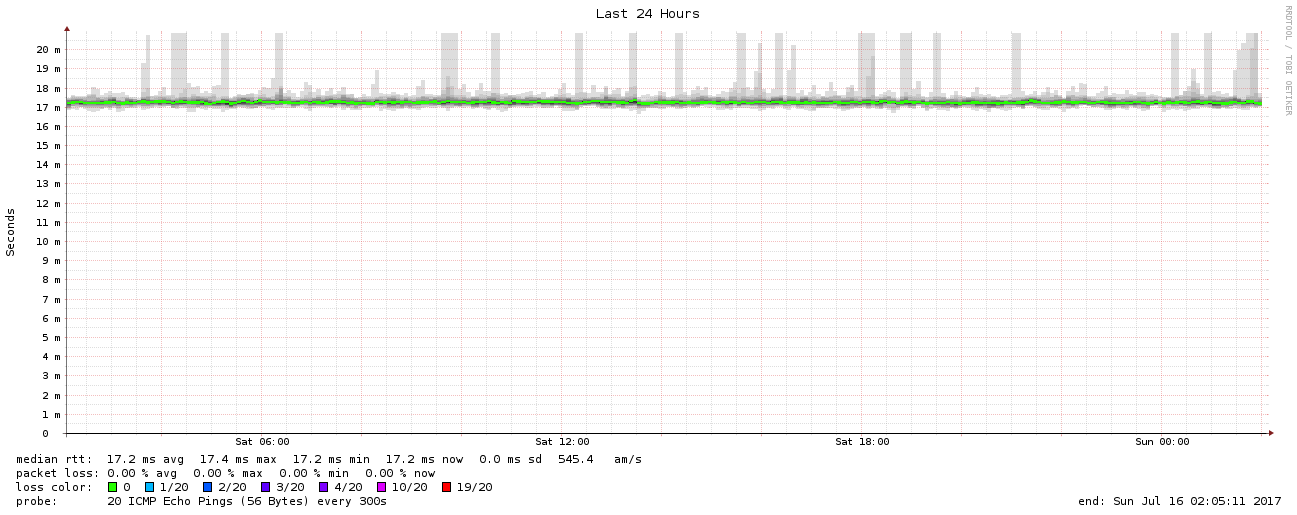 Last 24 Hours
RRDTOOL / TOBI OETIKER
Seconds
20 m
19 m
18 m
17 m
16 m
15 m
14 m
13 m
12 m
11 m
10 m
9 m
8 m
7 m
6 m
5 m
4 m
3 m
2 m
1 m
0
Sat 06:00 Sat 12:00 Sat 18:00 Sun 00:00
median rtt: 17.2 ms avg 17.4 ms max 17.2 ms min 17.2 ms now 0.0 ms sd 545.4 am/s
packet loss: 0.00 % avg 0.00 % max 0.00 % min 0.00 % now
loss color: 0 1/20 2/20 3/20 4/20 10/20 19/20
probe: 20 ICMP Echo Pings (56 Bytes) every 300s end: Sun Jul 16 02:05:11 2017